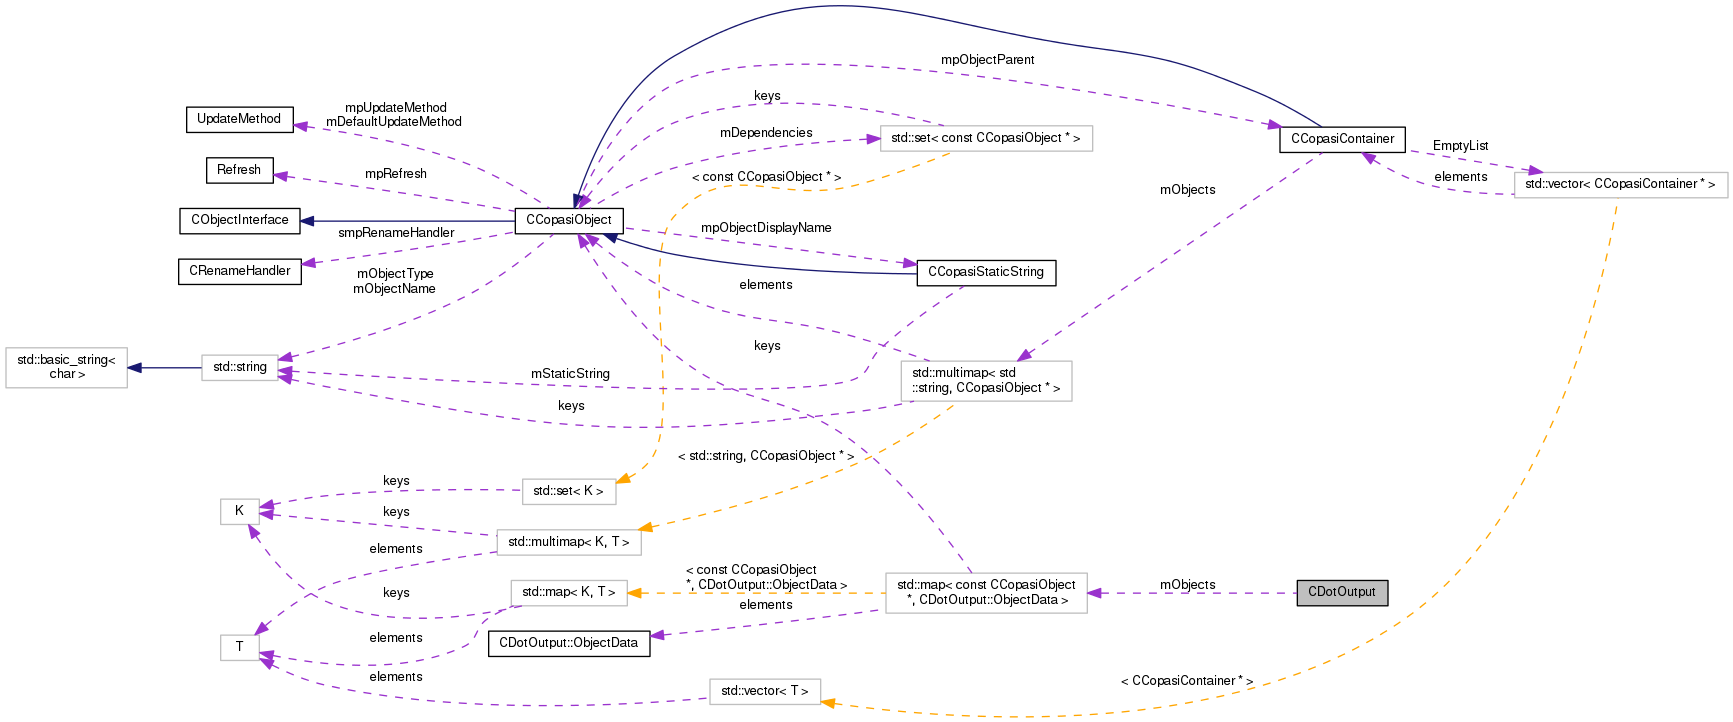 mpObjectParent
keys
mpUpdateMethod
mDefaultUpdateMethod
UpdateMethod
mDependencies
std::set< const CCopasiObject * >
CCopasiContainer
EmptyList
Refresh
mpRefresh
< const CCopasiObject * >
elements
std::vector< CCopasiContainer * >
mObjects
CObjectInterface
CCopasiObject
smpRenameHandler
mpObjectDisplayName
CRenameHandler
mObjectType
mObjectName
CCopasiStaticString
elements
std::basic_string<
char >
std::string
keys
mStaticString
std::multimap< std
::string, CCopasiObject * >
keys
< std::string, CCopasiObject * >
keys
std::set< K >
K
keys
std::multimap< K, T >
elements
< const CCopasiObject
*, CDotOutput::ObjectData >
std::map< K, T >
keys
std::map< const CCopasiObject
*, CDotOutput::ObjectData >
mObjects
CDotOutput
elements
elements
CDotOutput::ObjectData
T
elements
std::vector< T >
< CCopasiContainer * >